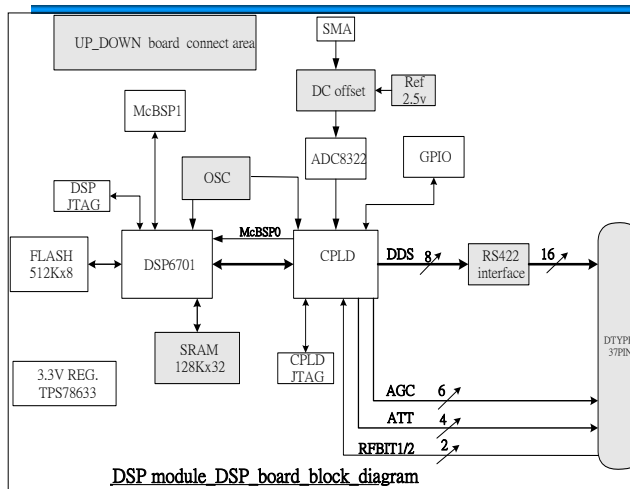 UP_DOWN board connect area
SMA
DC offset
Ref
2.5v
McBSP1
ADC8322
GPIO
OSC
DSP
JTAG
McBSP0
FLASH
512Kx8
DSP6701
CPLD
DDS
8
RS422
interface
16
DTYPE
37PIN
SRAM
128Kx32
CPLD
JTAG
3.3V REG.
TPS78633
AGC
6
ATT
4
RFBIT1/2
2
DSP module_DSP_board_block_diagram